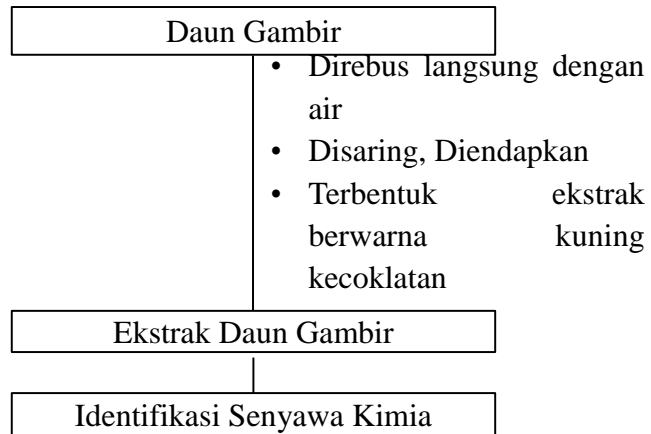 Daun Gambir
• Direbus langsung dengan
air
• Disaring, Diendapkan
• Terbentuk ekstrak
berwarna kuning
kecoklatan
Ekstrak Daun Gambir
Identifikasi Senyawa Kimia